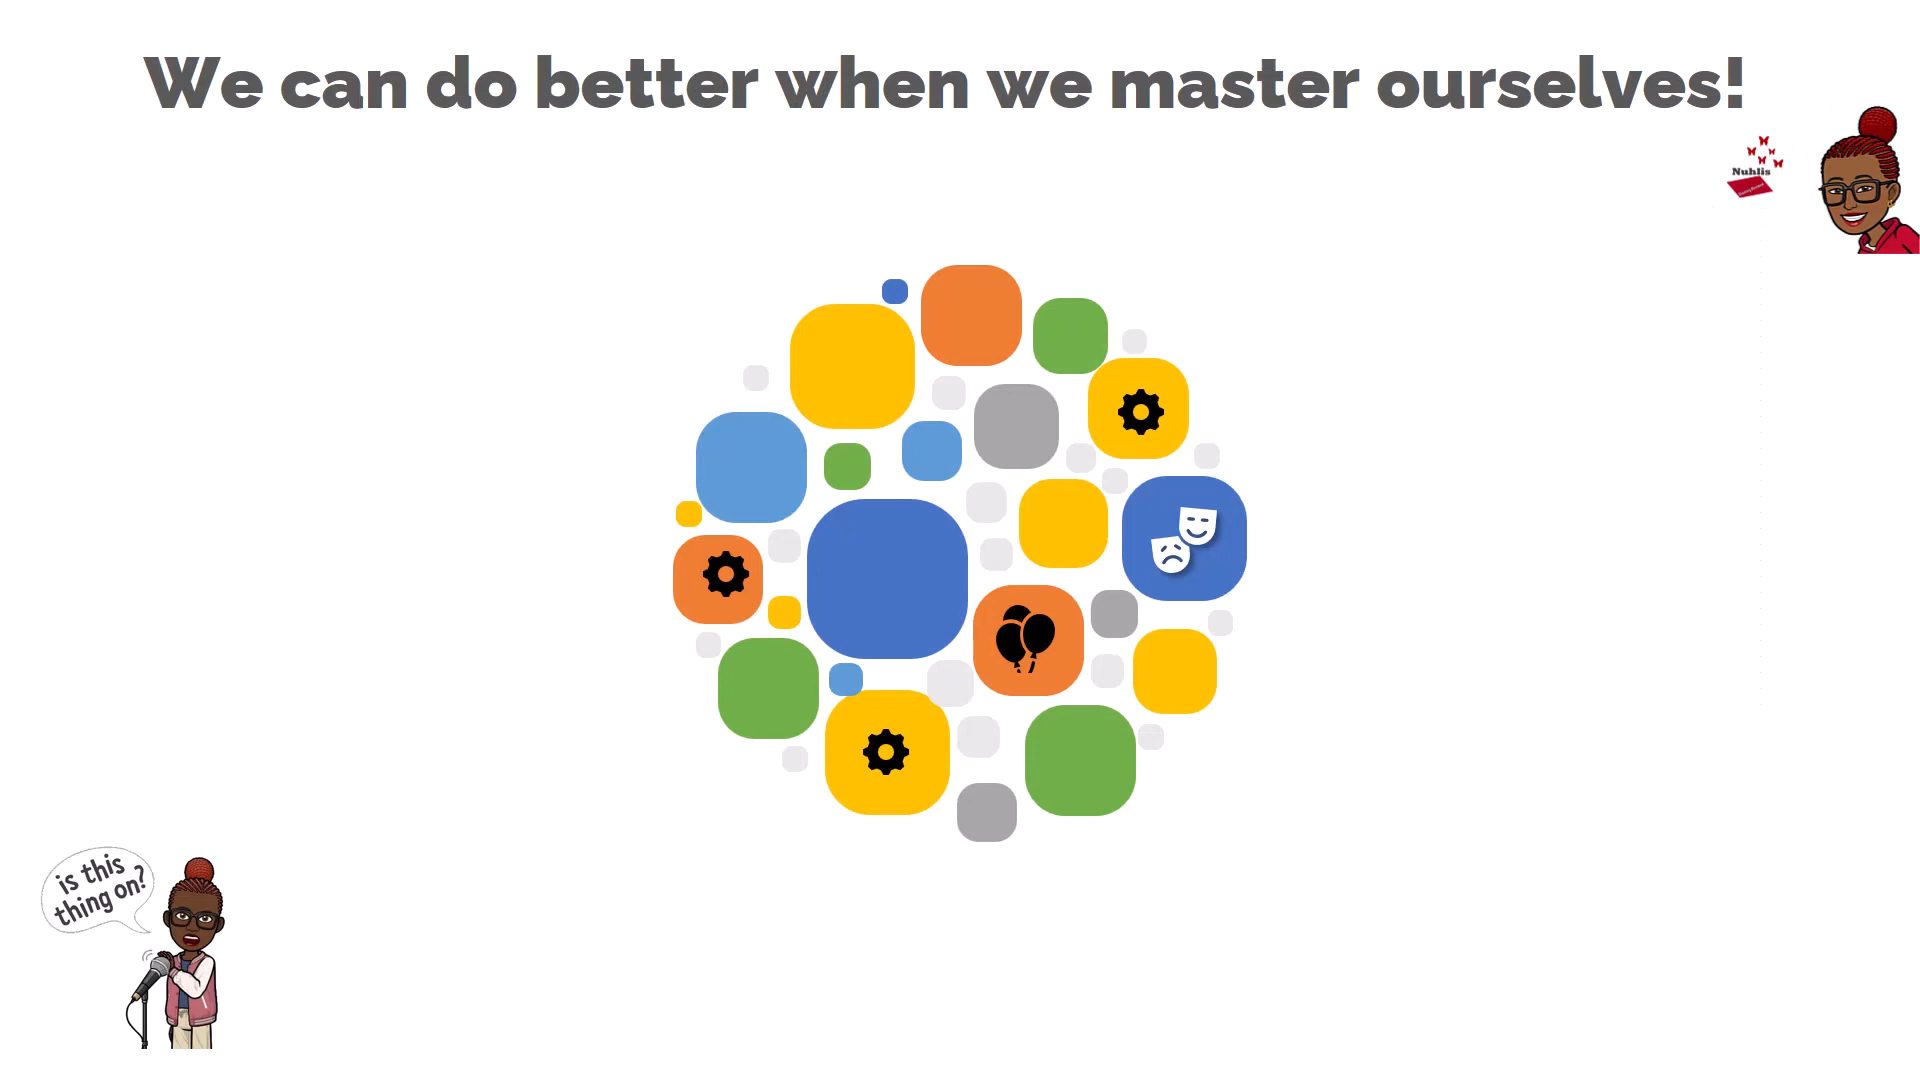 We can do better when we master ourselves!
Nuhlis
is this
thing on?